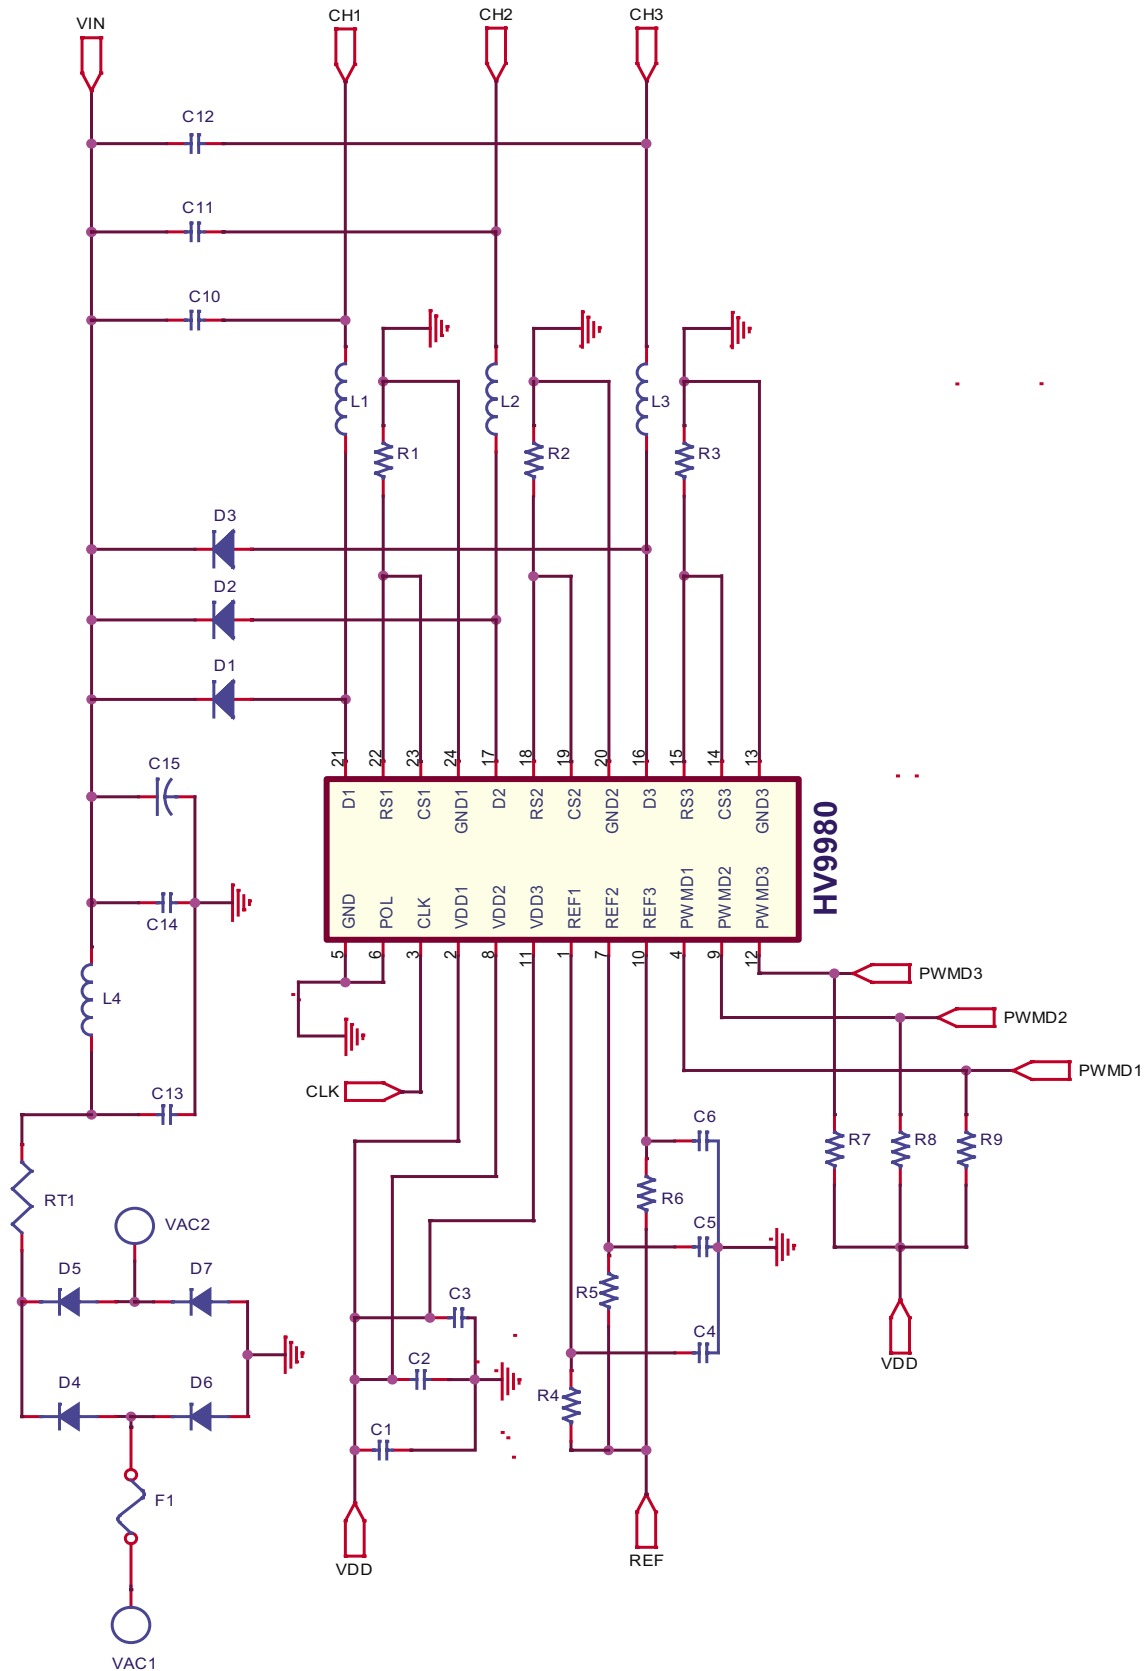 VIN
CH1
CH2
CH3
C12
C11
C10
L1
L2
L3
R1
R2
R3
D3
D2
D1
C15
21
22
23
24
17
18
19
20
16
15
14
13
D1
RS1
CS1
GND1
D2
RS2
CS2
GND2
D3
RS3
CS3
GND3
HV9980
GND
POL
CLK
VDD1
VDD2
VDD3
REF1
REF2
REF3
PWMD1
PWMD2
PWMD3
5
6
3
2
8
11
1
7
10
4
9
12
C14
L4
PWMD3
PWMD2
PWMD1
CLK
C13
C6
R7
R8
R9
RT1
R6
VAC2
C5
D5
D7
C3
R5
C4
C2
VDD
D4
D6
R4
C1
F1
VDD
REF
VAC1